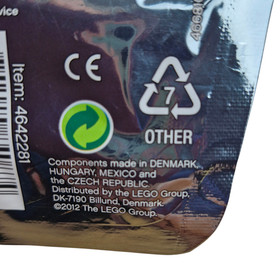 vice
CE
7
OTHER
Item: 4642281
Components made in DENMARK,
HUNGARY, MEXICO and
the CZECH REPUBLIC.
Distributed by the LEGO Group,
DK-7190 Billund, Denmark.
©2012 The LEGO Group.